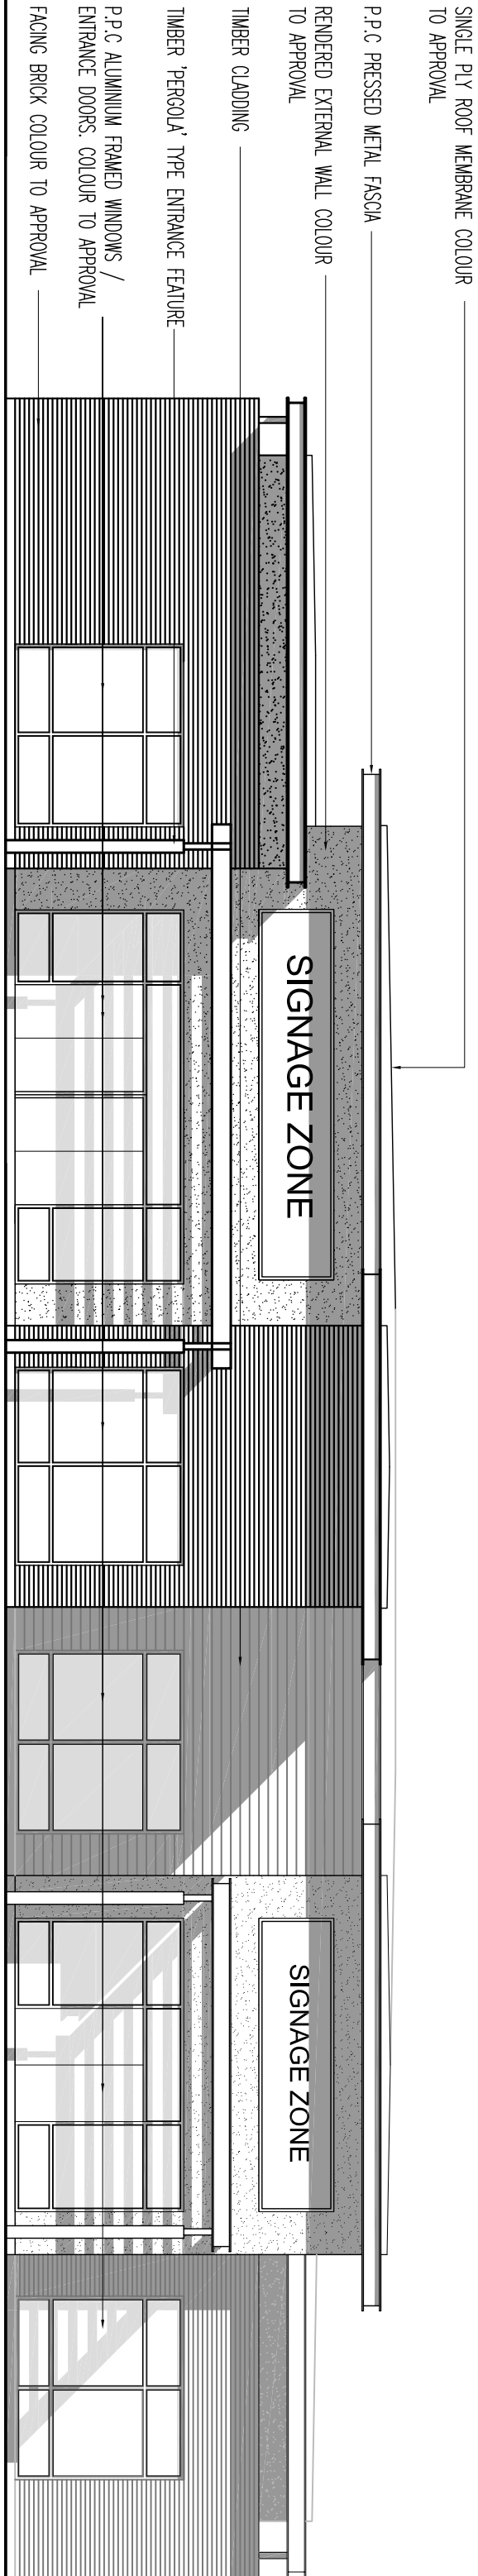 SINGLE PLY ROOF MEMBRANE COLOUR
TO APPROVAL
P.P.C PRESSED METAL FASCIA
RENDERED EXTERNAL WALL COLOUR
TO APPROVAL
TIMBER CLADDING
TIMBER 'PERGOLA' TYPE ENTRANCE FEATURE
P.P.C ALUMINIUM FRAMED WINDOWS /
ENTRANCE DOORS. COLOUR TO APPROVAL
FACING BRICK COLOUR TO APPROVAL
SIGNAGE ZONE
SIGNAGE ZONE